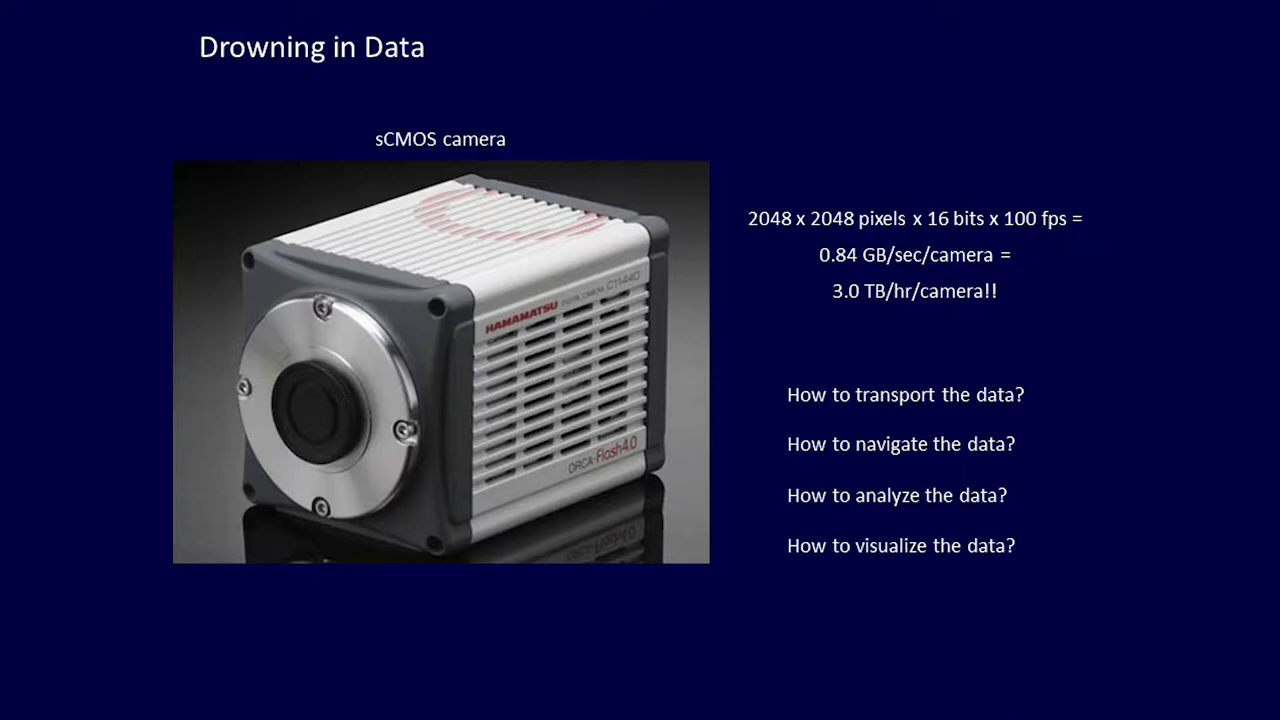 Drowning in Data
sCMOS camera
2048 x 2048 pixels x 16 bits x 100 fps =
0.84 GB/sec/camera =
3.0 TB/hr/camera!!
HAMAMATSU DIGITAL CAMERA C11440
ORCA-Flash4.0
How to transport the data?
How to navigate the data?
How to analyze the data?
How to visualize the data?